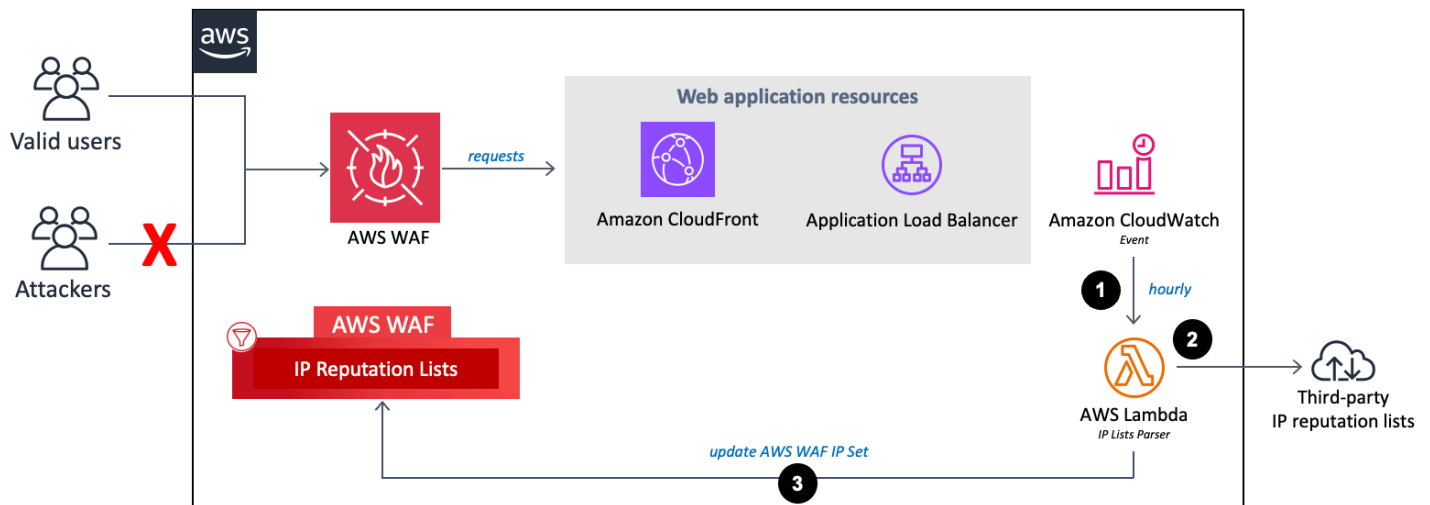 aws
Valid users
Attackers
X
AWS WAF
requests
Web application resources
Amazon CloudFront
Application Load Balancer
Amazon CloudWatch
Event
1
hourly
2
AWS Lambda
IP Lists Parser
Third-party
IP reputation lists
AWS WAF
IP Reputation Lists
update AWS WAF IP Set
3